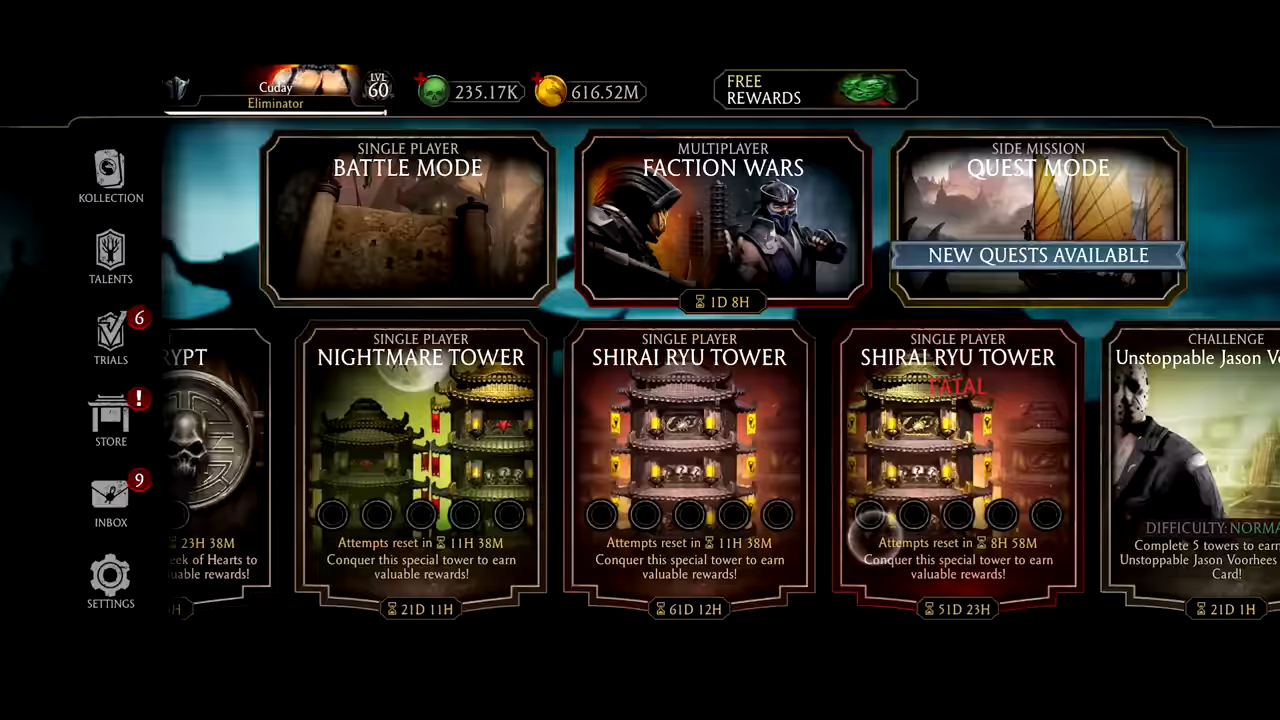 Cuday
Eliminator
LVL
60
235.17K
616.52M
FREE
REWARDS
KOLLECTION
TALENTS
6
TRIALS
!
STORE
9
INBOX
SETTINGS
SINGLE PLAYER
BATTLE MODE
MULTIPLAYER
FACTION WARS
1D 8H
SIDE MISSION
QUEST MODE
NEW QUESTS AVAILABLE
RYPT
23H 38M
eek of Hearts to
uable rewards!
SINGLE PLAYER
NIGHTMARE TOWER
Attempts reset in 11H 38M
Conquer this special tower to earn
valuable rewards!
21D 11H
SINGLE PLAYER
SHIRAI RYU TOWER
Attempts reset in 11H 38M
Conquer this special tower to earn
valuable rewards!
61D 12H
SINGLE PLAYER
SHIRAI RYU TOWER
FATAL
Attempts reset in 8H 58M
Conquer this special tower to earn
valuable rewards!
51D 23H
CHALLENGE
Unstoppable Jason Vo
DIFFICULTY: NORMA
Complete 5 towers to earn
Unstoppable Jason Voorhees
Card!
21D 1H